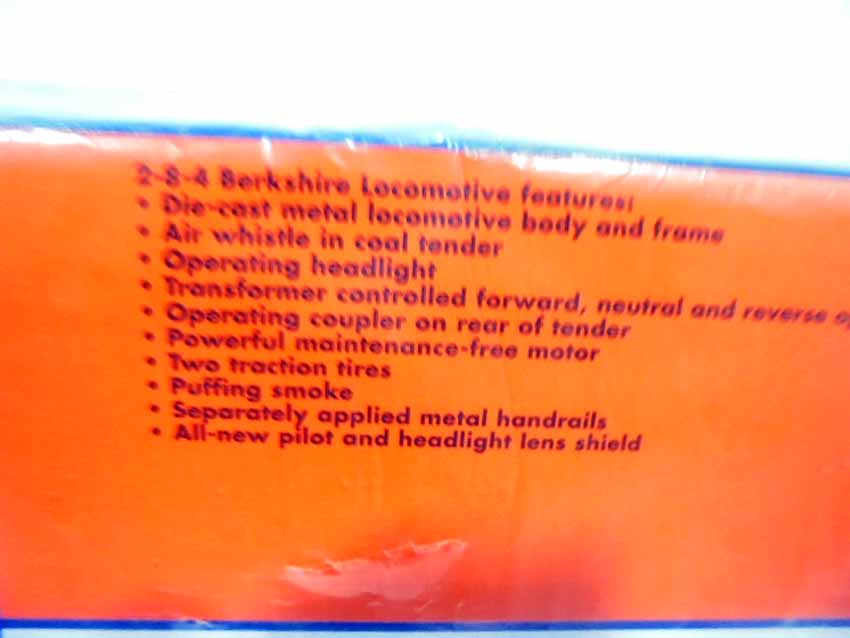 2-8-4 Berkshire Locomotive features:
• Die-cast metal locomotive body and frame
• Air whistle in coal tender
• Operating headlight
• Transformer controlled forward, neutral and reverse
• Operating coupler on rear of tender
• Powerful maintenance-free motor
• Two traction tires
• Puffing smoke
• Separately applied metal handrails
• All-new pilot and headlight lens shield